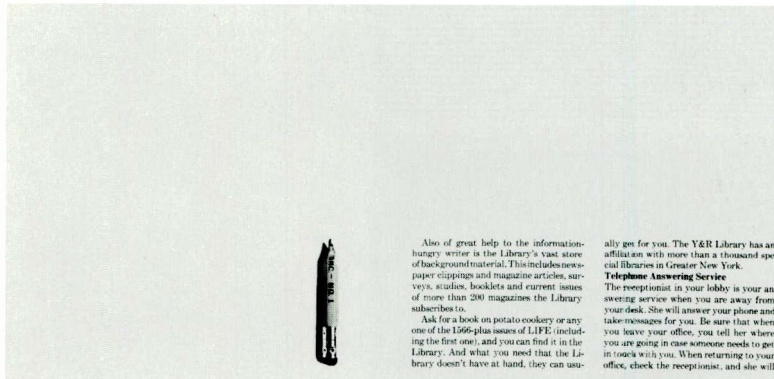 Also of great help to the information-
hungry writer is the Library's vast store
of background material. This includes news-
paper clippings and magazine articles, sur-
veys, studies, booklets and current issues
of more than 200 magazines the Library
subscribes to.
Ask for a book on potato cookery or any
one of the 1566-plus issues of LIFE (includ-
ing the first one), and you can find it in the
Library. And what you need that the Li-
brary doesn't have at hand, they can usu-
ally get for you. The Y&R Library has an
affiliation with more than a thousand spe
cial libraries in Greater New York.
Telephone Answering Service
The receptionist in your lobby is your an
swering service when you are away from
your desk. She will answer your phone and
take messages for you. Be sure that when
you leave your office, you tell her where
you are going in case someone needs to get
in touch with you. When returning to your
office, check the receptionist, and she will